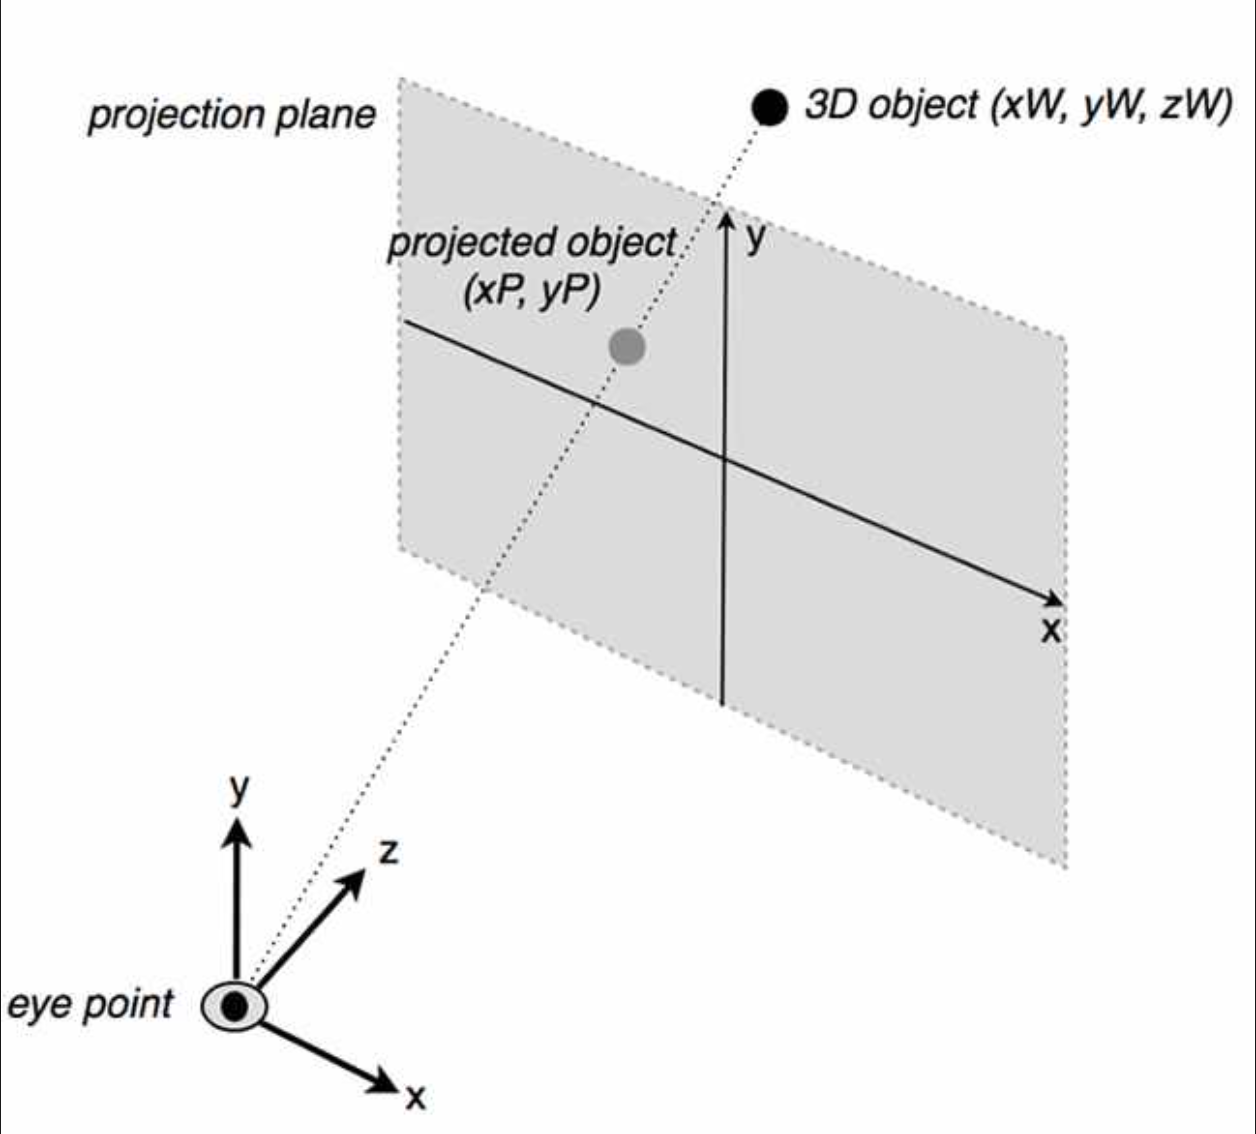 projection plane
3D object (xW, yW, zW)
projected object
(xP, yP)
y
x
y
z
eye point
x